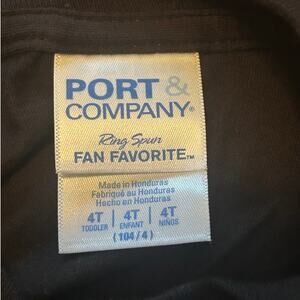 PORT &
COMPANY®
Ring Spun
FAN FAVORITE™
Made in Honduras
Fabriqué au Honduras
Hecho en Honduras
4T | 4T | 4T
TODDLER | ENFANT | NIÑOS
(104/4)